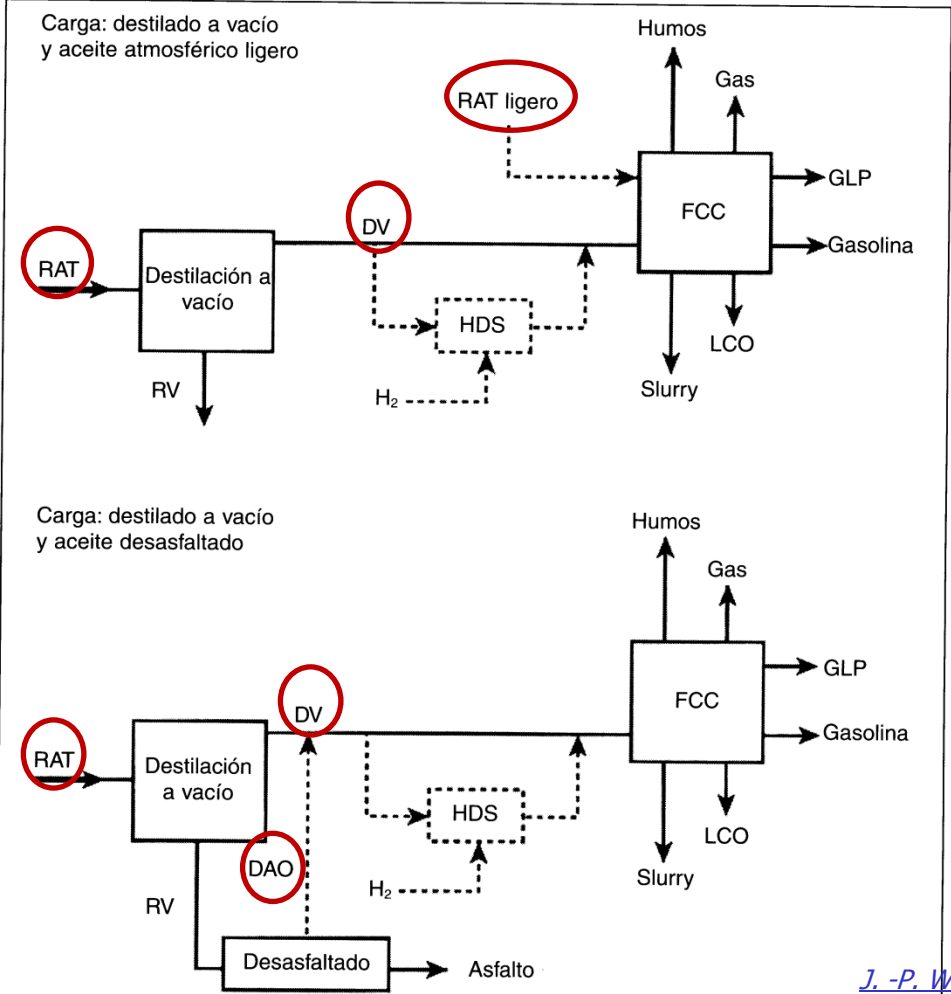 Carga: destilado a vacío
y aceite atmosférico ligero
Humos
Gas
RAT ligero
GLP
FCC
DV
Gasolina
RAT
Destilación a
vacío
HDS
LCO
RV
H₂
Slurry
Carga: destilado a vacío
y aceite desasfaltado
Humos
Gas
GLP
FCC
DV
Gasolina
RAT
Destilación
a vacío
HDS
LCO
DAO
H₂
Slurry
RV
Desasfaltado
Asfalto
J. -P.